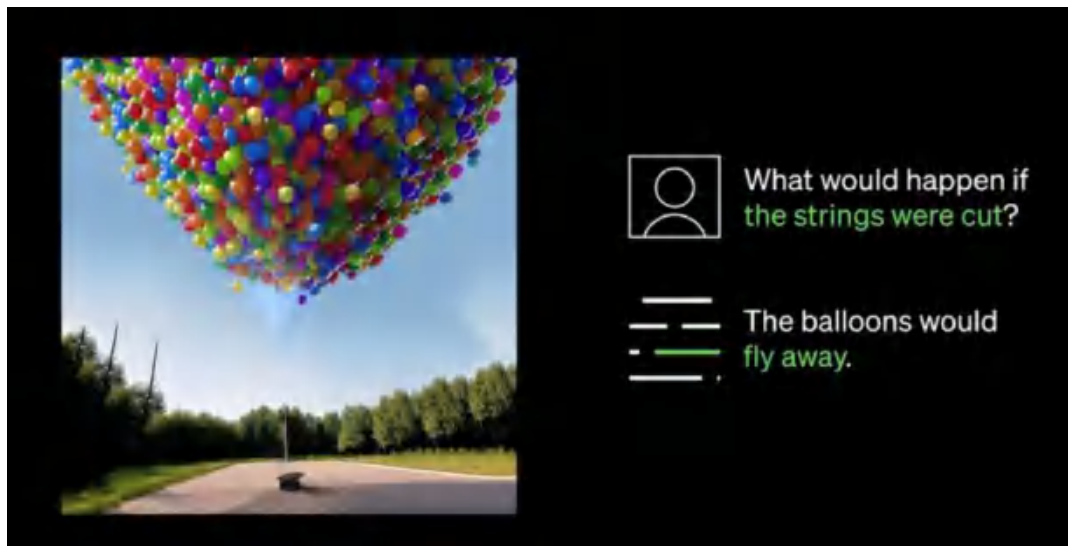 What would happen if
the strings were cut?
The balloons would
fly away.